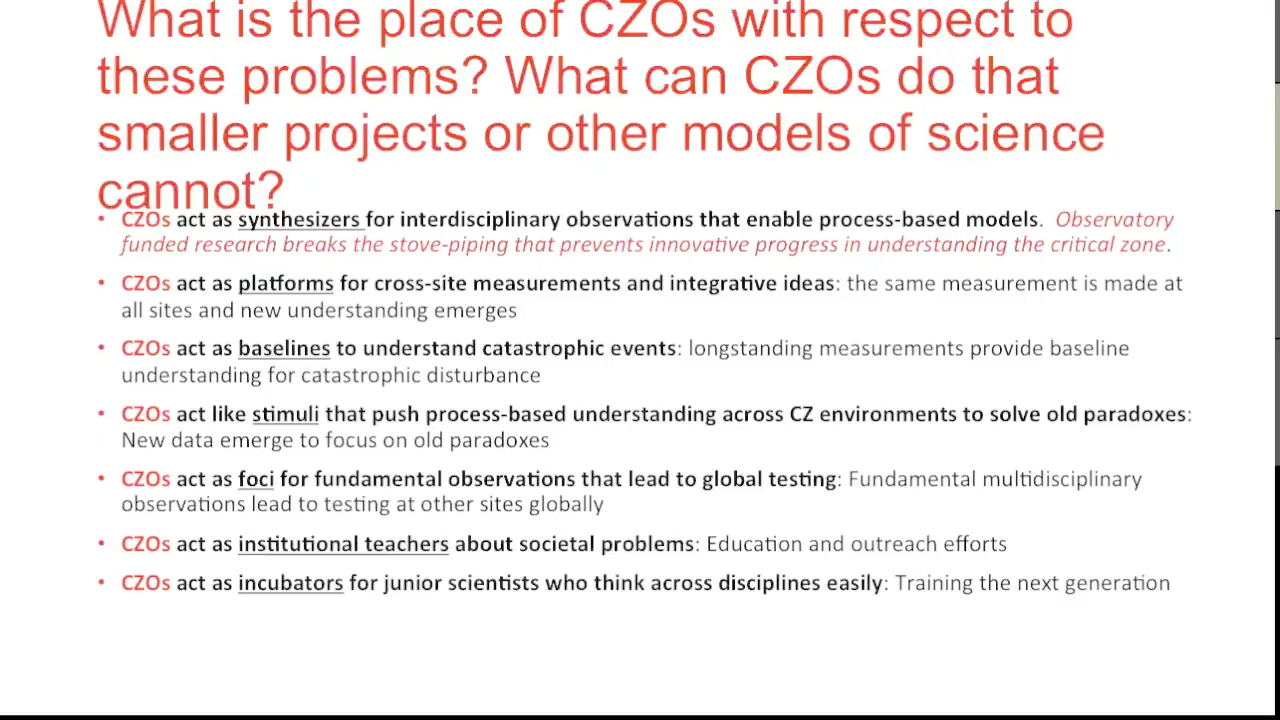 What is the place of CZOs with respect to
these problems? What can CZOs do that
smaller projects or other models of science
cannot?
• CZOs act as synthesizers for interdisciplinary observations that enable process-based models. Observatory
funded research breaks the stove-piping that prevents innovative progress in understanding the critical zone.
• CZOs act as platforms for cross-site measurements and integrative ideas: the same measurement is made at
all sites and new understanding emerges
• CZOs act as baselines to understand catastrophic events: longstanding measurements provide baseline
understanding for catastrophic disturbance
• CZOs act like stimuli that push process-based understanding across CZ environments to solve old paradoxes:
New data emerge to focus on old paradoxes
• CZOs act as foci for fundamental observations that lead to global testing: Fundamental multidisciplinary
observations lead to testing at other sites globally
• CZOs act as institutional teachers about societal problems: Education and outreach efforts
• CZOs act as incubators for junior scientists who think across disciplines easily: Training the next generation